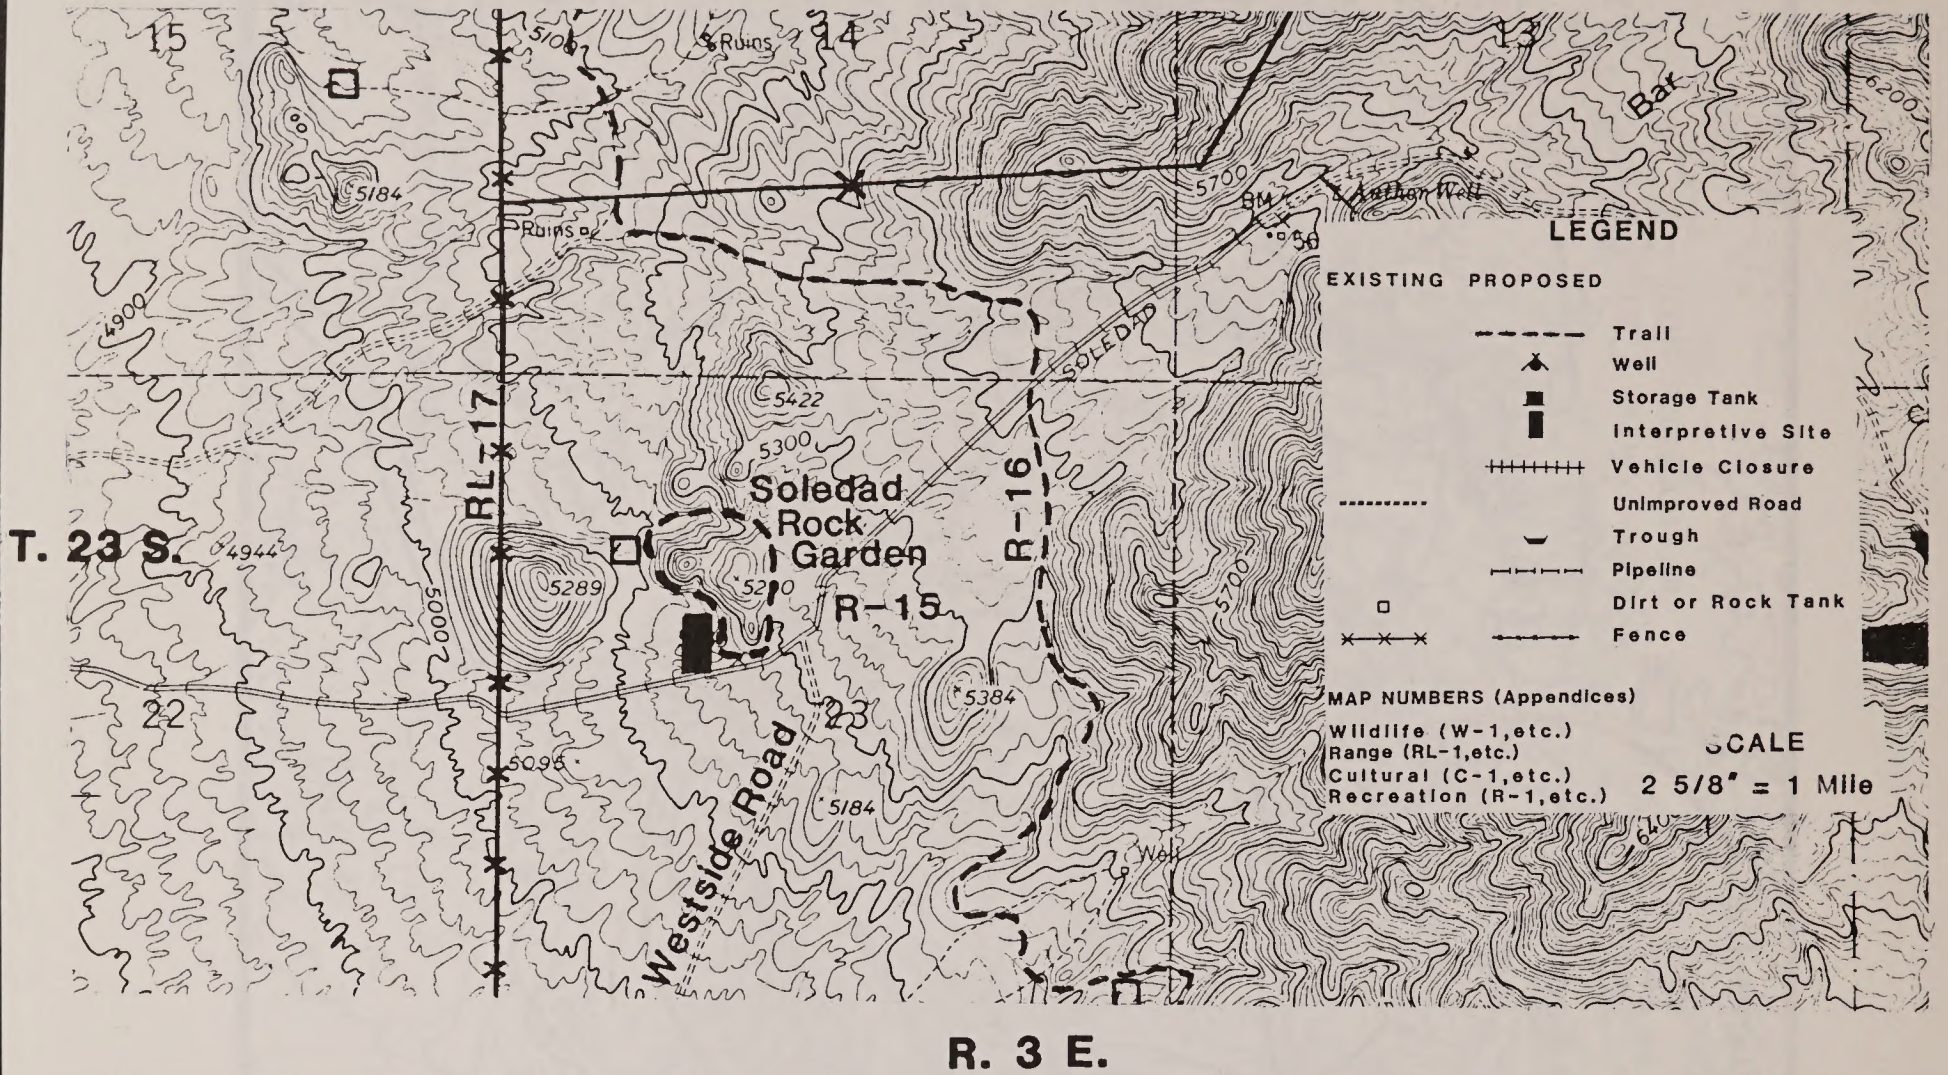 15
5100
Ruins
14
13
Bar
6200
5184
5700
BM
Anthon Well
Ruins
4900
SOLEDAD
5422
5300
RL-17
Soledad
Rock
Garden
R-16
T. 23 S.
4944
5289
R-15
5000
5700
22
23
5384
5095
5184
Westside Road
Well
6400
LEGEND
EXISTING PROPOSED
Trail
Well
Storage Tank
Interpretive Site
Vehicle Closure
Unimproved Road
Trough
Pipeline
Dirt or Rock Tank
Fence
MAP NUMBERS (Appendices)
Wildlife (W-1,etc.)
Range (RL-1,etc.)
Cultural (C-1,etc.)
Recreation (R-1,etc.)
SCALE
2 5/8" = 1 Mile
R. 3 E.